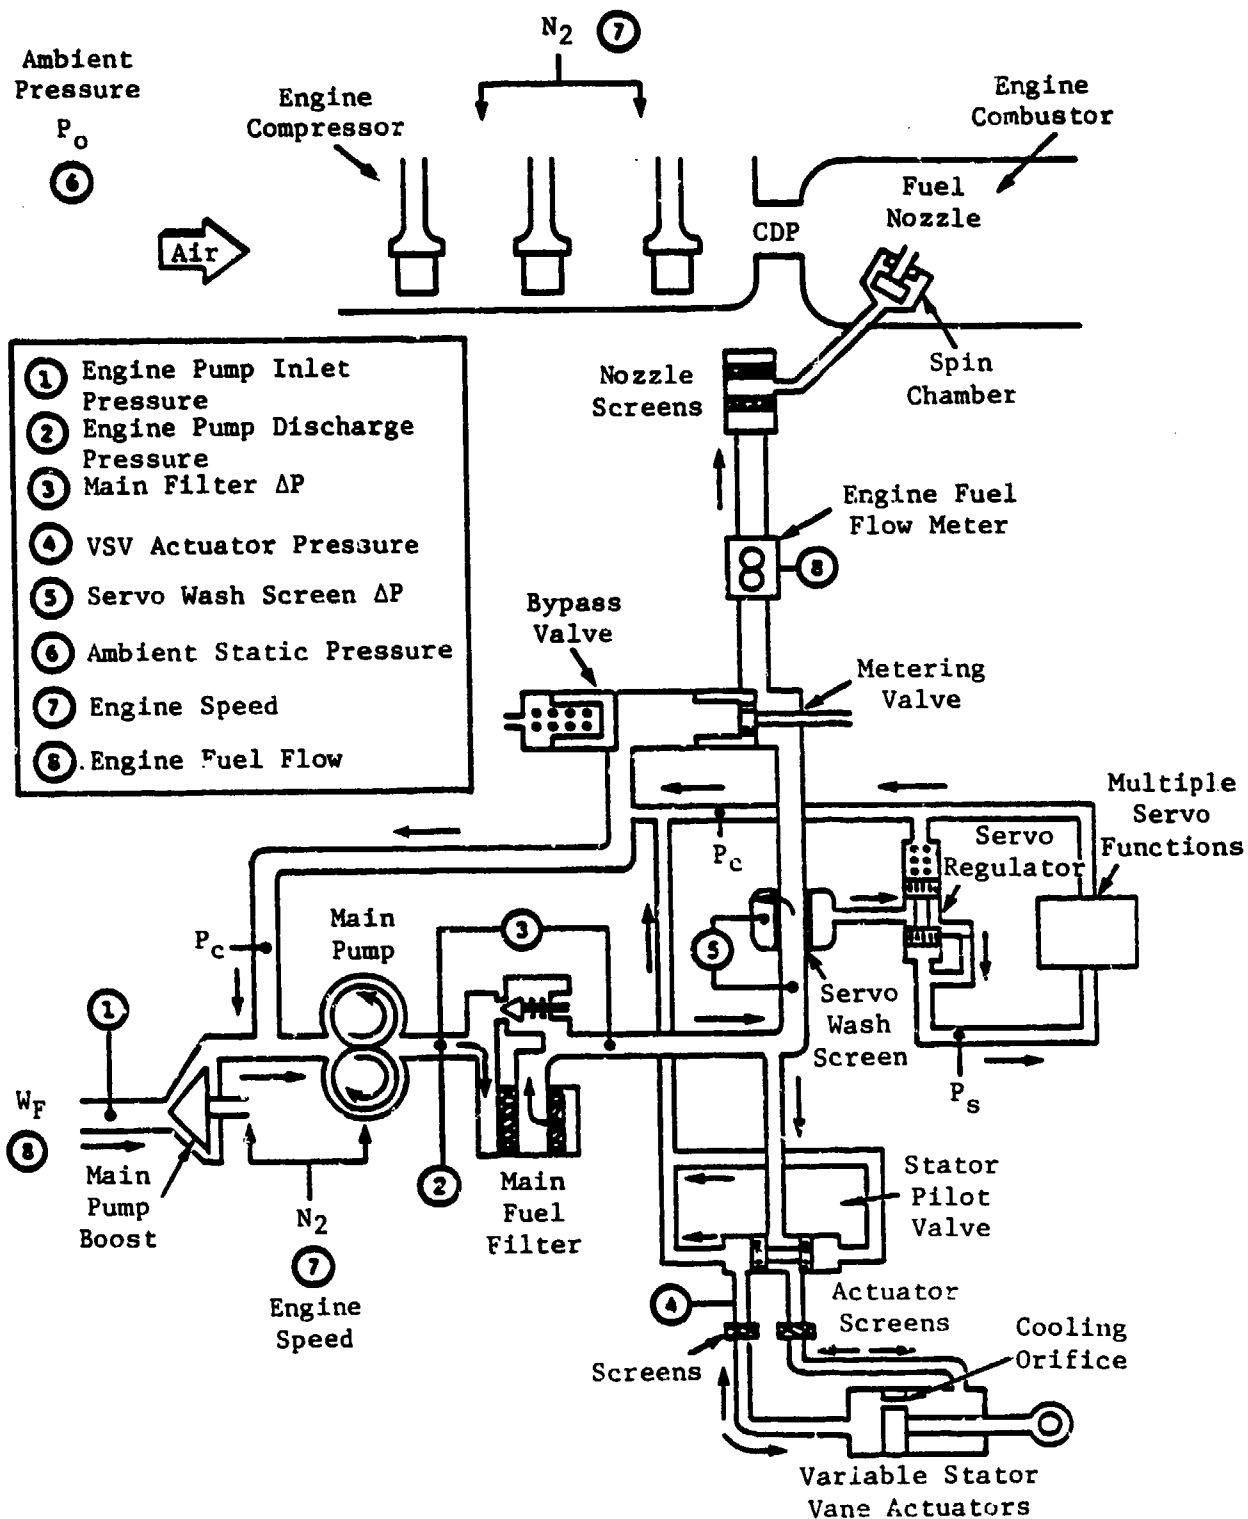 N2 7
Ambient
Pressure
Po
6
Engine
Compressor
Engine
Combustor
Fuel
Nozzle
CDP
Air
Spin
Chamber
Nozzle
Screens
1 Engine Pump Inlet
Pressure
2 Engine Pump Discharge
Pressure
3 Main Filter ΔP
4 VSV Actuator Pressure
5 Servo Wash Screen ΔP
6 Ambient Static Pressure
7 Engine Speed
8 Engine Fuel Flow
Engine Fuel
Flow Meter
8
Bypass
Valve
Metering
Valve
Multiple
Servo
Functions
Servo
Regulator
Pc
Main
Pump
3
5
Pc
1
Servo
Wash
Screen
Ps
WF
8
Main
Pump
Boost
N2
7
Engine
Speed
2
Main
Fuel
Filter
Stator
Pilot
Valve
4
Actuator
Screens
Screens
Cooling
Orifice
Variable Stator
Vane Actuators